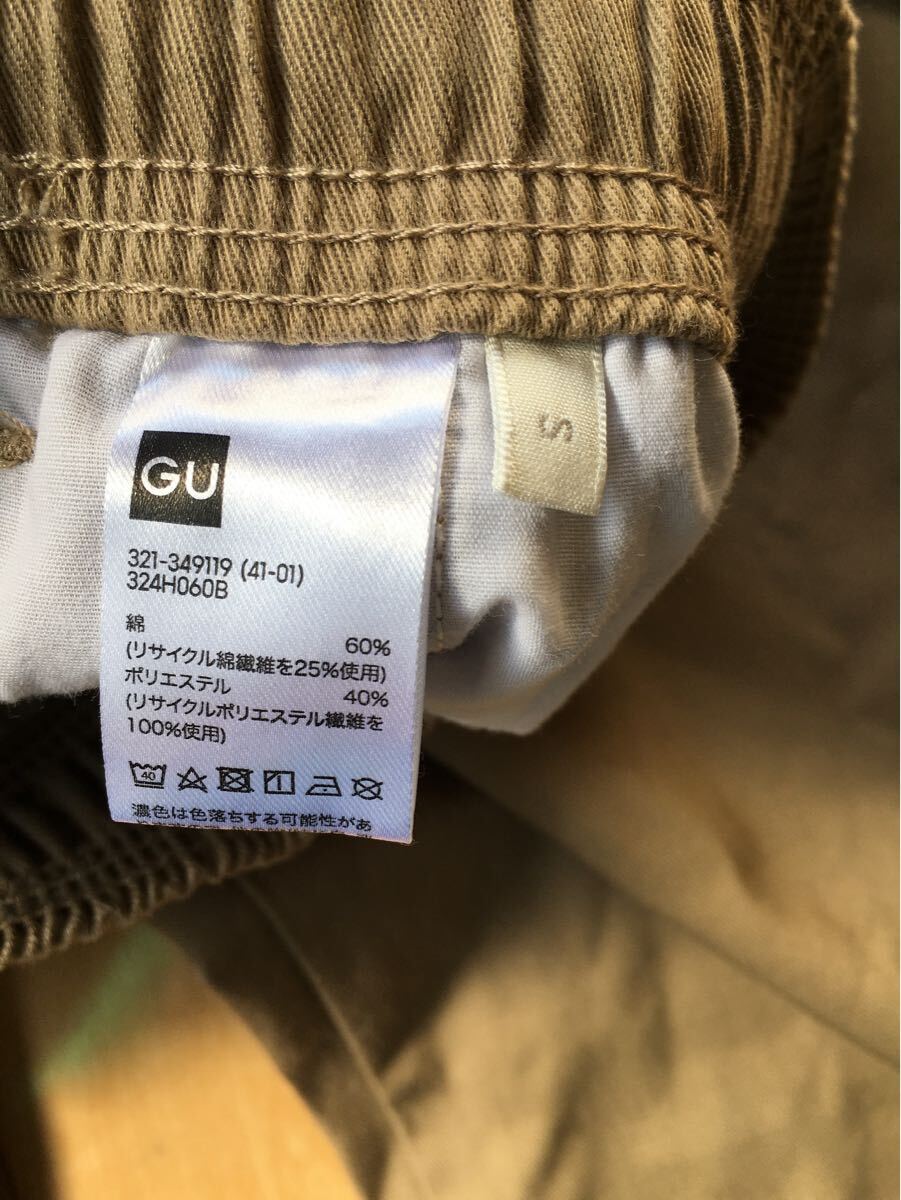 GU
S
321-349119 (41-01)
324H060B
綿
60%
(リサイクル綿繊維を25%使用)
ポリエステル
40%
(リサイクルポリエステル繊維を
100%使用)
40
濃色は色落ちする可能性があ